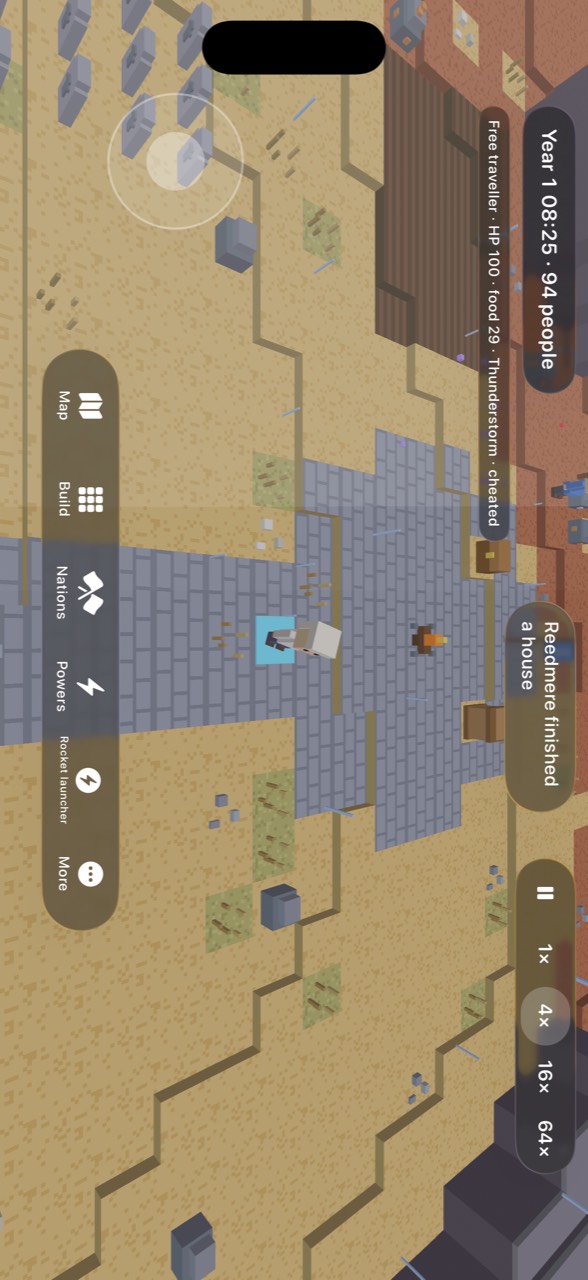 Year 1 08:25 · 94 people
Free traveller · HP 100 · food 29 · Thunderstorm · cheated
Reedmere finished
a house
1×
4×
16×
64×
Map
Build
Nations
Powers
Rocket launcher
More